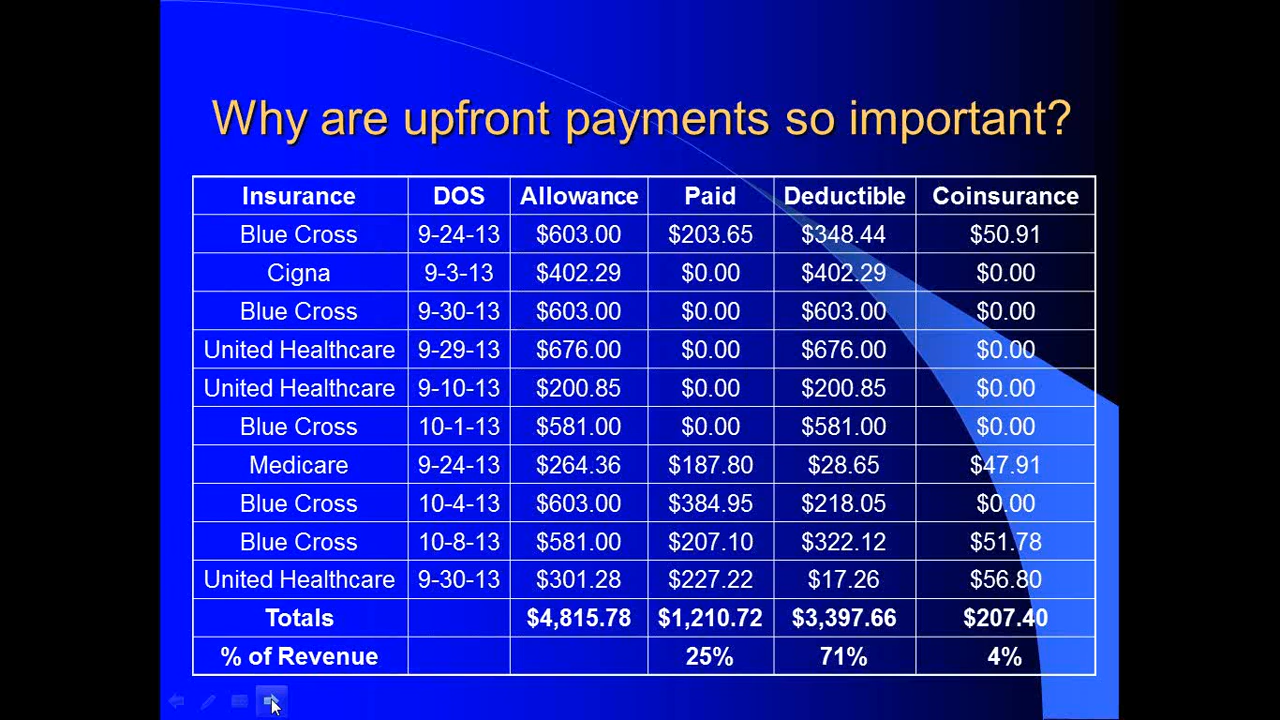 Why are upfront payments so important?
Insurance DOS Allowance Paid Deductible Coinsurance
Blue Cross 9-24-13 $603.00 $203.65 $348.44 $50.91
Cigna 9-3-13 $402.29 $0.00 $402.29 $0.00
Blue Cross 9-30-13 $603.00 $0.00 $603.00 $0.00
United Healthcare 9-29-13 $676.00 $0.00 $676.00 $0.00
United Healthcare 9-10-13 $200.85 $0.00 $200.85 $0.00
Blue Cross 10-1-13 $581.00 $0.00 $581.00 $0.00
Medicare 9-24-13 $264.36 $187.80 $28.65 $47.91
Blue Cross 10-4-13 $603.00 $384.95 $218.05 $0.00
Blue Cross 10-8-13 $581.00 $207.10 $322.12 $51.78
United Healthcare 9-30-13 $301.28 $227.22 $17.26 $56.80
Totals $4,815.78 $1,210.72 $3,397.66 $207.40
% of Revenue 25% 71% 4%